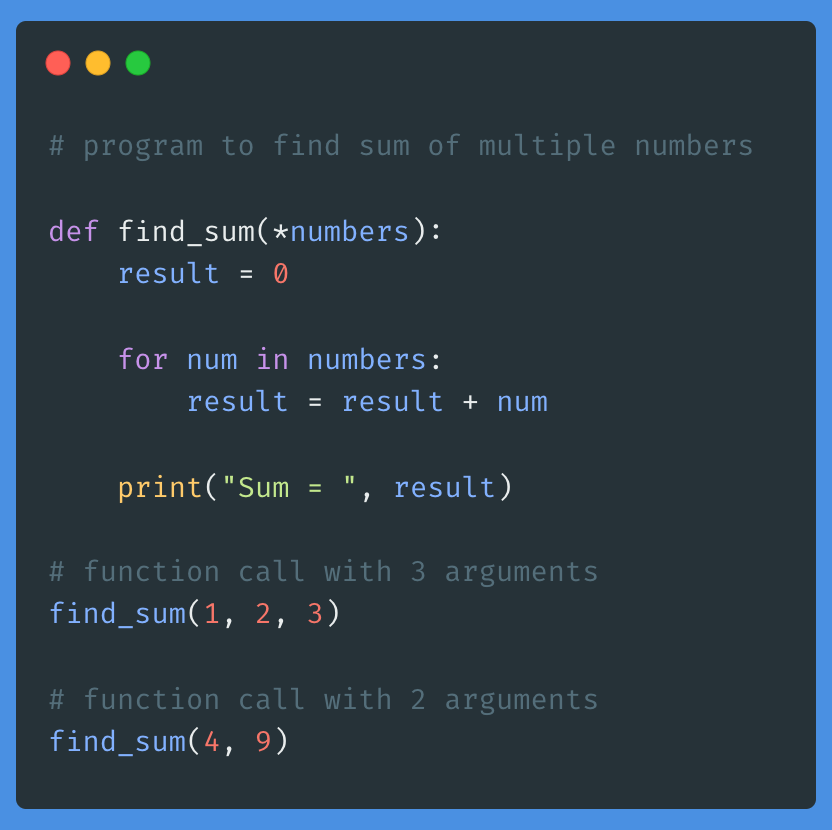 # program to find sum of multiple numbers
def find_sum(*numbers):
    result = 0
    for num in numbers:
        result = result + num
    print("Sum = ", result)
# function call with 3 arguments
find_sum(1, 2, 3)
# function call with 2 arguments
find_sum(4, 9)